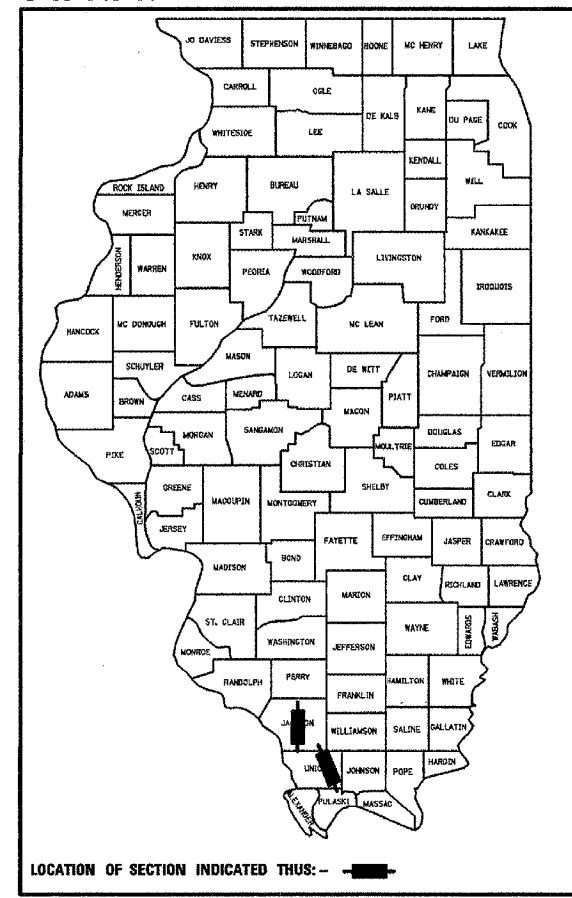 JO DAVIESS STEPHENSON WINNEBAGO BOONE MC HENRY LAKE
CARROLL OGLE DE KALB KANE DU PAGE COOK
WHITESIDE LEE KENDALL WILL
ROCK ISLAND HENRY BUREAU LA SALLE GRUNDY
MERCER PUTNAM KANKAKEE
HENDERSON WARREN KNOX STARK MARSHALL LIVINGSTON
PEORIA WOODFORD IROQUOIS
HANCOCK MC DONOUGH FULTON TAZEWELL MC LEAN FORD
MASON
SCHUYLER LOGAN DE WITT CHAMPAIGN VERMILION
ADAMS BROWN CASS MENARD PIATT
MACON
PIKE SCOTT MORGAN SANGAMON MOULTRIE DOUGLAS EDGAR
CHRISTIAN COLES
CALHOUN GREENE MACOUPIN MONTGOMERY SHELBY CUMBERLAND CLARK
JERSEY FAYETTE EFFINGHAM JASPER CRAWFORD
MADISON BOND CLAY RICHLAND LAWRENCE
CLINTON MARION
ST. CLAIR WAYNE EDWARDS WABASH
MONROE WASHINGTON JEFFERSON
RANDOLPH PERRY HAMILTON WHITE
FRANKLIN
WILLIAMSON SALINE GALLATIN
JOHNSON POPE HARDIN
ALEXANDER PULASKI MASSAC
LOCATION OF SECTION INDICATED THUS: -